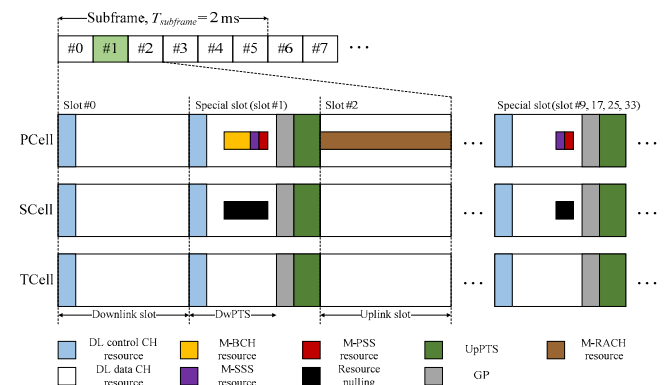 Subframe, Tsubframe= 2 ms
#0 #1 #2 #3 #4 #5 #6 #7 ...
Slot #0 Special slot (slot #1) Slot #2 Special slot(slot #9, 17, 25, 33)
PCell ... ...
SCell ... ...
TCell ... ...
Downlink slot DwPTS Uplink slot
DL control CH resource
M-BCH resource
M-PSS resource
UpPTS
M-RACH resource
DL data CH resource
M-SSS resource
Resource nulling
GP